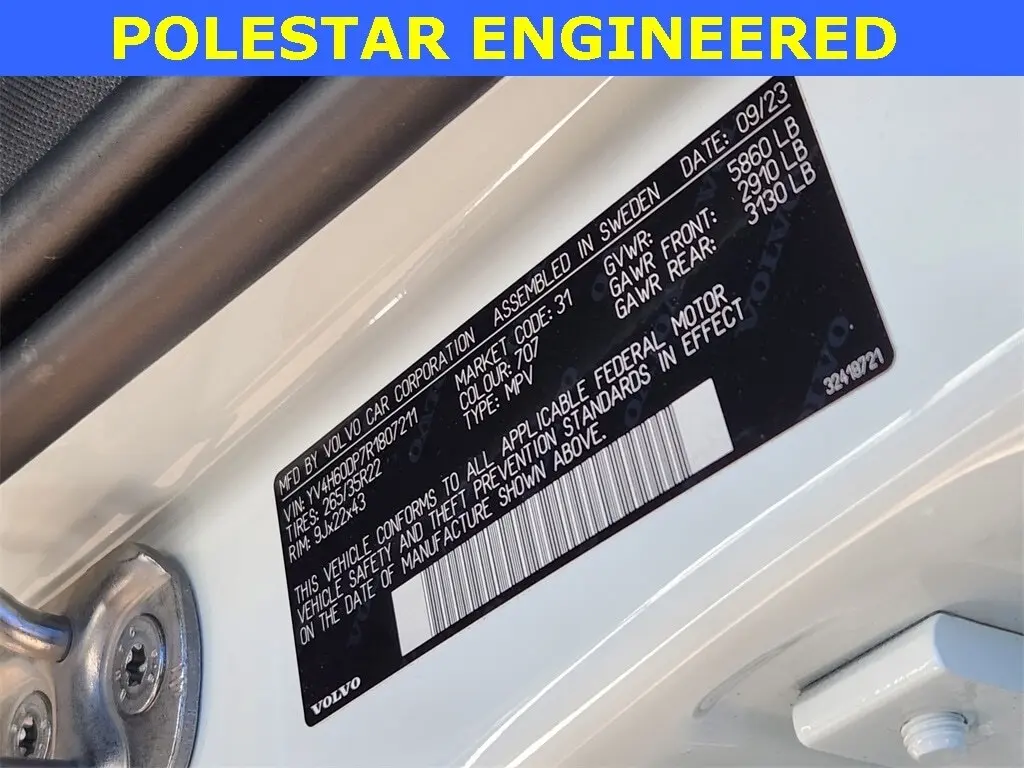 POLESTAR ENGINEERED
MFD BY VOLVO CAR CORPORATION ASSEMBLED IN SWEDEN DATE: 09/23
VIN: YV4H60DP7R1807211 MARKET CODE: 31 GVWR: 5860 LB
TIRES: 265/35R22 COLOUR: 707 GAWR FRONT: 2910 LB
RIM: 9Jx22x43 TYPE: MPV GAWR REAR: 3130 LB
THIS VEHICLE CONFORMS TO ALL APPLICABLE FEDERAL MOTOR
VEHICLE SAFETY AND THEFT PREVENTION STANDARDS IN EFFECT
ON THE DATE OF MANUFACTURE SHOWN ABOVE.
32418721
VOLVO